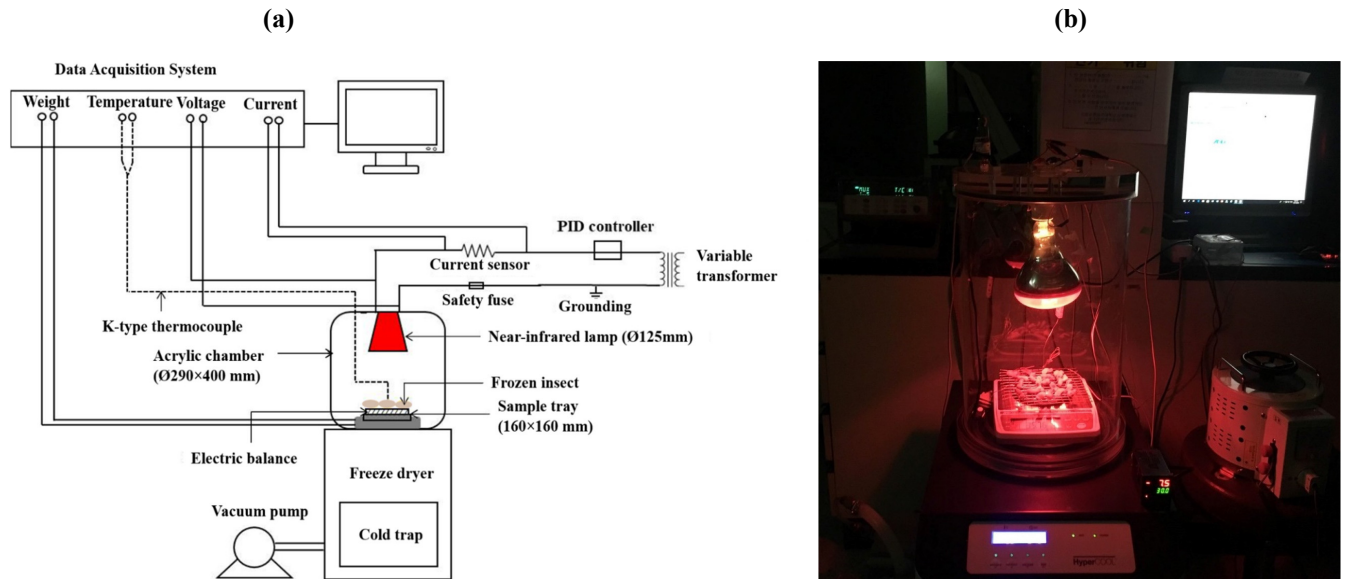 (a)
(b)
Data Acquisition System
Weight Temperature Voltage Current
PID controller
Current sensor
Variable
transformer
Safety fuse
Grounding
K-type thermocouple
Near-infrared lamp (Ø125mm)
Acrylic chamber
(Ø290×400 mm)
Frozen insect
Sample tray
(160×160 mm)
Electric balance
Freeze dryer
Vacuum pump
Cold trap
7.5
HyperCOOL